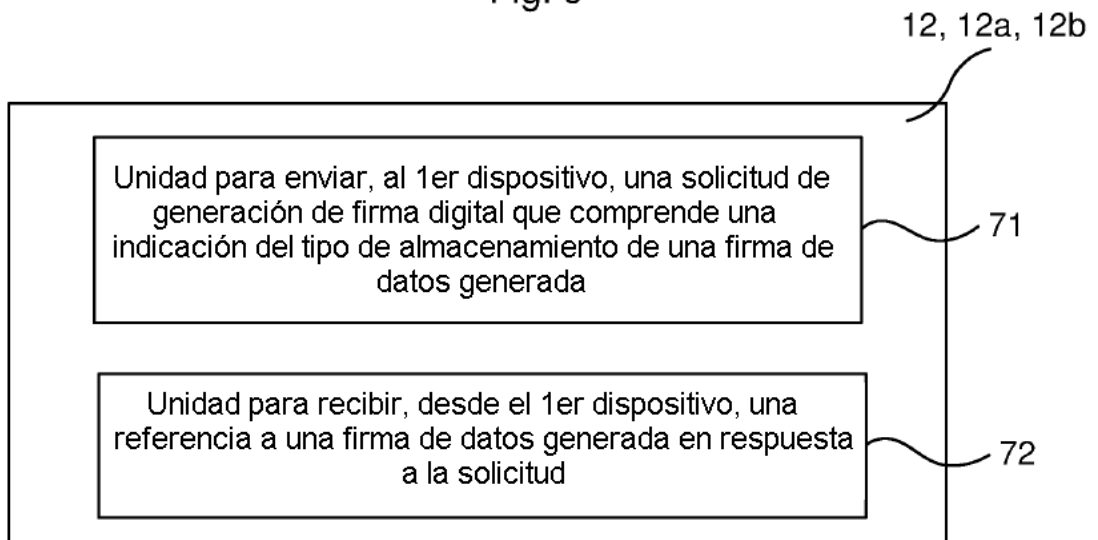 12, 12a, 12b
Unidad para enviar, al 1er dispositivo, una solicitud de
generación de firma digital que comprende una
indicación del tipo de almacenamiento de una firma de
datos generada
71
Unidad para recibir, desde el 1er dispositivo, una
referencia a una firma de datos generada en respuesta
a la solicitud
72